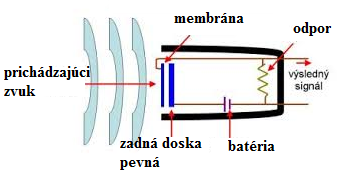 membrána
odpor
prichádzajúci
zvuk
výsledný
signál
zadná doska
pevná
batéria